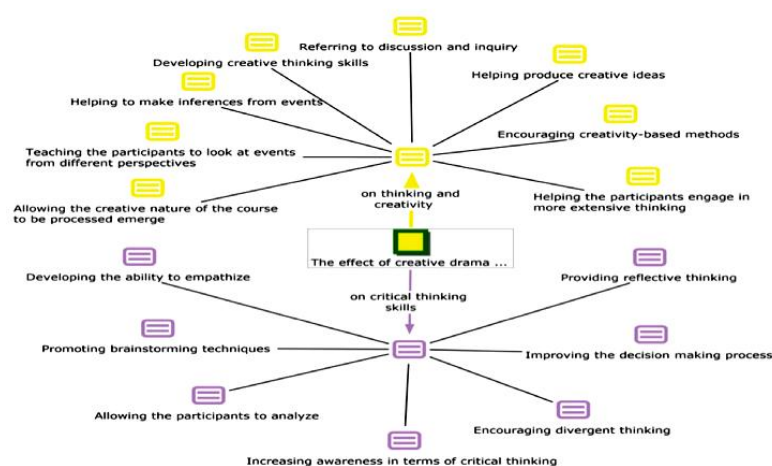 Referring to discussion and inquiry
Developing creative thinking skills
Helping produce creative ideas
Helping to make inferences from events
Encouraging creativity-based methods
Teaching the participants to look at events
from different perspectives
Allowing the creative nature of the course
to be processed emerge
on thinking and
creativity
Helping the participants engage in
more extensive thinking
The effect of creative drama ...
Developing the ability to empathize
Providing reflective thinking
on critical thinking
skills
Promoting brainstorming techniques
Improving the decision making process
Allowing the participants to analyze
Encouraging divergent thinking
Increasing awareness in terms of critical thinking